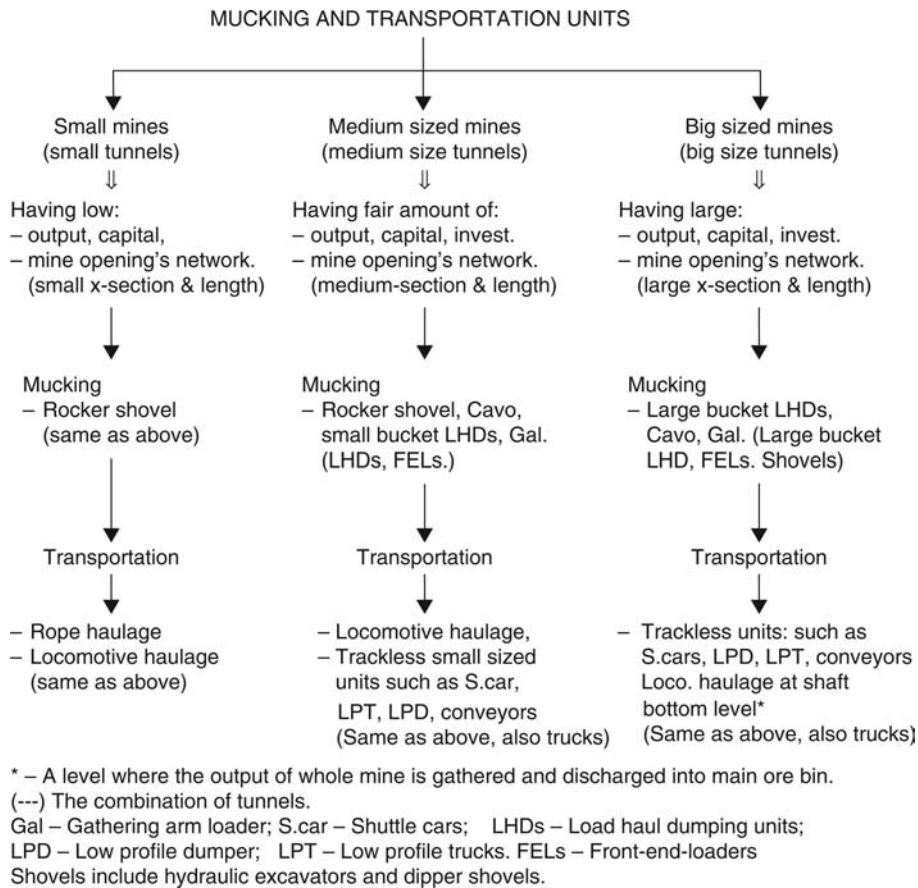 MUCKING AND TRANSPORTATION UNITS
Small mines
(small tunnels)
⇓
Having low:
– output, capital,
– mine opening's network.
(small x-section & length)
Mucking
– Rocker shovel
(same as above)
Transportation
– Rope haulage
– Locomotive haulage
(same as above)
Medium sized mines
(medium size tunnels)
⇓
Having fair amount of:
– output, capital, invest.
– mine opening's network.
(medium-section & length)
Mucking
– Rocker shovel, Cavo,
small bucket LHDs, Gal.
(LHDs, FELs.)
Transportation
– Locomotive haulage,
– Trackless small sized
units such as S.car,
LPT, LPD, conveyors
(Same as above, also trucks)
Big sized mines
(big size tunnels)
⇓
Having large:
– output, capital, invest.
– mine opening's network.
(large x-section & length)
Mucking
– Large bucket LHDs,
Cavo, Gal. (Large bucket
LHD, FELs. Shovels)
Transportation
– Trackless units: such as
S.cars, LPD, LPT, conveyors
Loco. haulage at shaft
bottom level*
(Same as above, also trucks)
* – A level where the output of whole mine is gathered and discharged into main ore bin.
(---) The combination of tunnels.
Gal – Gathering arm loader; S.car – Shuttle cars; LHDs – Load haul dumping units;
LPD – Low profile dumper; LPT – Low profile trucks. FELs – Front-end-loaders
Shovels include hydraulic excavators and dipper shovels.